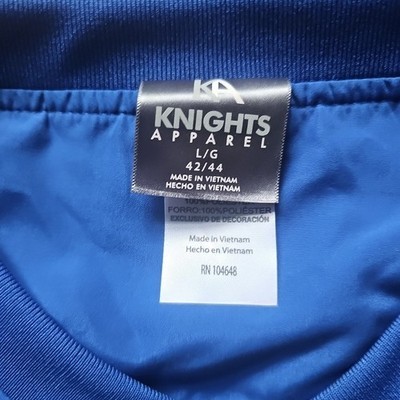 KA
KNIGHTS
APPAREL
L/G
42/44
MADE IN VIETNAM
HECHO EN VIETNAM
FORRO:100% POLIÉSTER
EXCLUSIVO DE DECORACIÓN
Made in Vietnam
Hecho en Vietnam
RN 104648